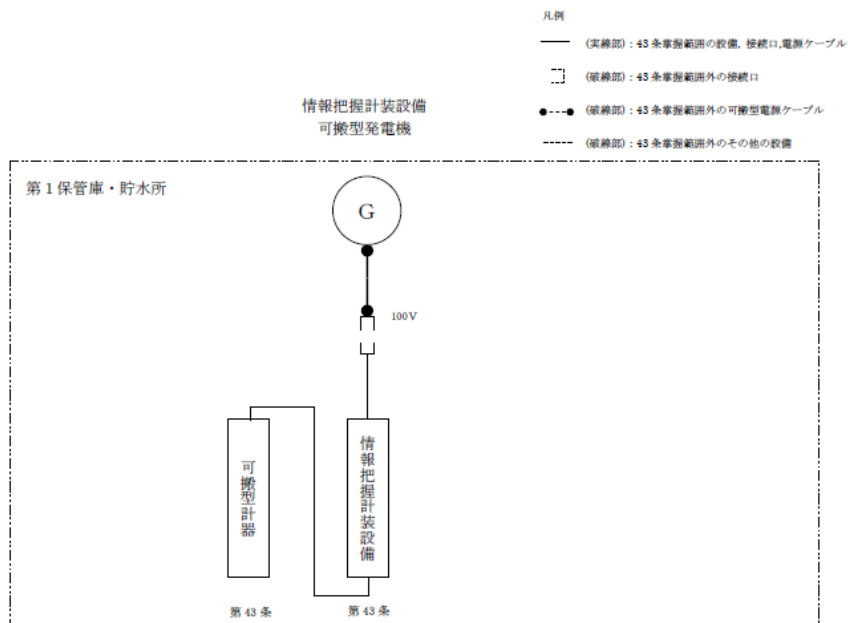 凡例
(実線部)：43条掌握範囲の設備, 接続口,電源ケーブル
(破線部)：43条掌握範囲外の接続口
(破線部)：43条掌握範囲外の可搬型電源ケーブル
(破線部)：43条掌握範囲外のその他の設備
情報把握計装設備
可搬型発電機
第1保管庫・貯水所
G
100V
可搬型計器
情報把握計装設備
第43条
第43条